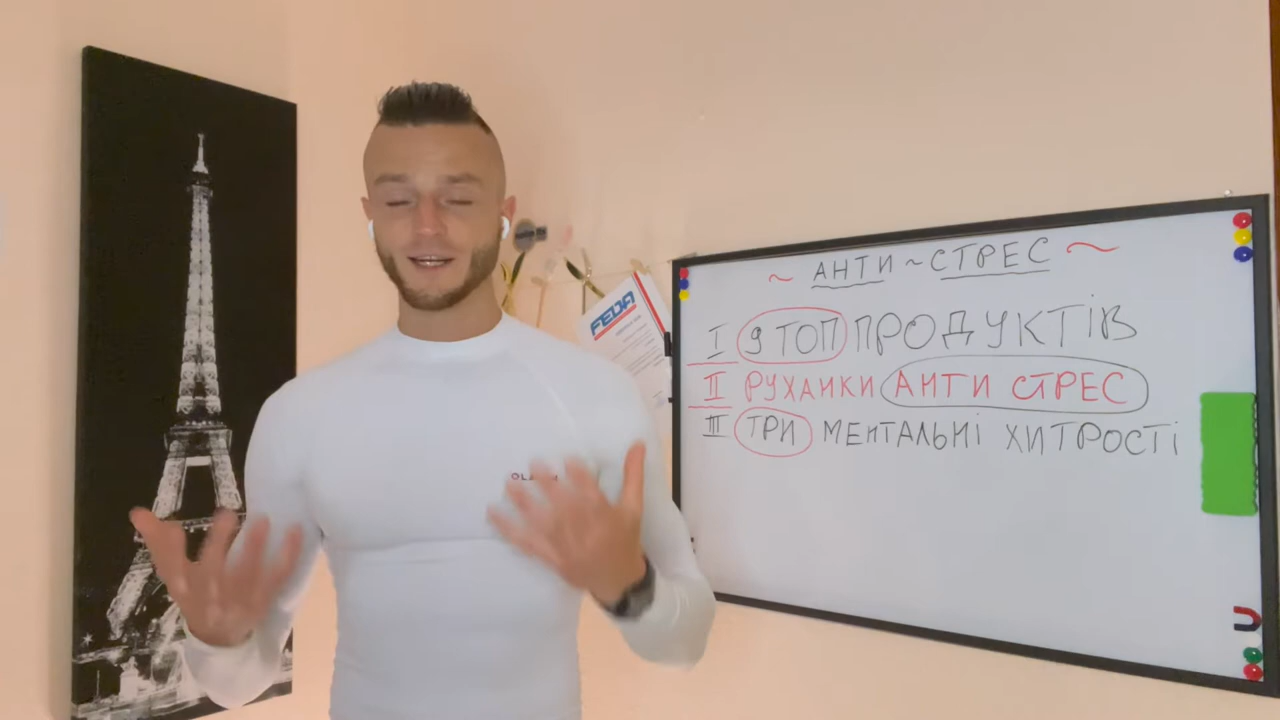 ~ АНТИ ~ СТРЕС ~
I 9 ТОП ПРОДУКТІВ
II РУХАНКИ АНТИ СТРЕС
III ТРИ МЕНТАЛЬНІ ХИТРОСТІ
FEDA